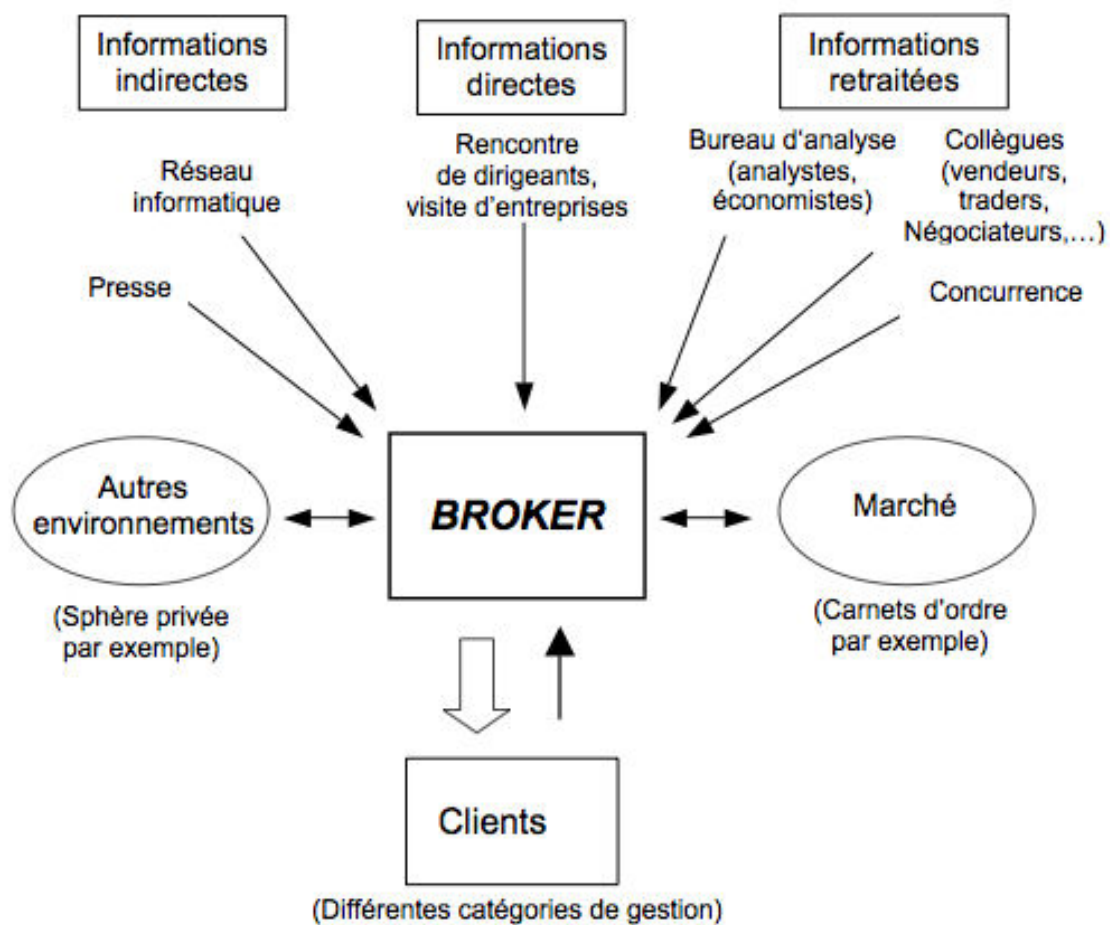 Informations
indirectes
Informations
directes
Informations
retraitées
Réseau
informatique
Presse
Rencontre
de dirigeants,
visite d'entreprises
Bureau d'analyse
(analystes,
économistes)
Collègues
(vendeurs,
traders,
Négociateurs,…)
Concurrence
Autres
environnements
(Sphère privée
par exemple)
BROKER
Marché
(Carnets d'ordre
par exemple)
Clients
(Différentes catégories de gestion)